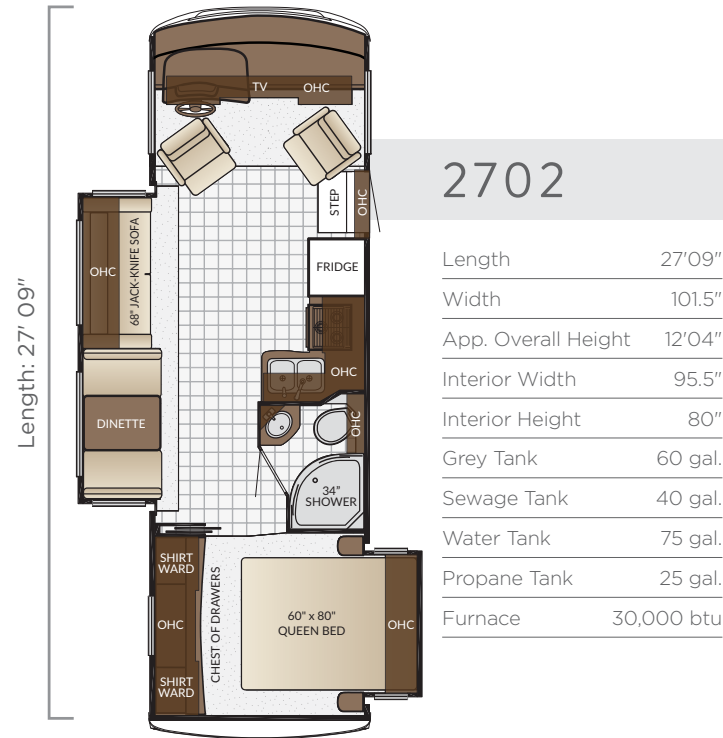 Length: 27' 09"
TV
OHC
STEP
OHC
OHC
68" JACK-KNIFE SOFA
FRIDGE
OHC
DINETTE
OHC
34"
SHOWER
SHIRT
WARD
OHC
SHIRT
WARD
CHEST OF DRAWERS
60" x 80"
QUEEN BED
OHC
2702
Length 27'09"
Width 101.5"
App. Overall Height 12'04"
Interior Width 95.5"
Interior Height 80"
Grey Tank 60 gal.
Sewage Tank 40 gal.
Water Tank 75 gal.
Propane Tank 25 gal.
Furnace 30,000 btu